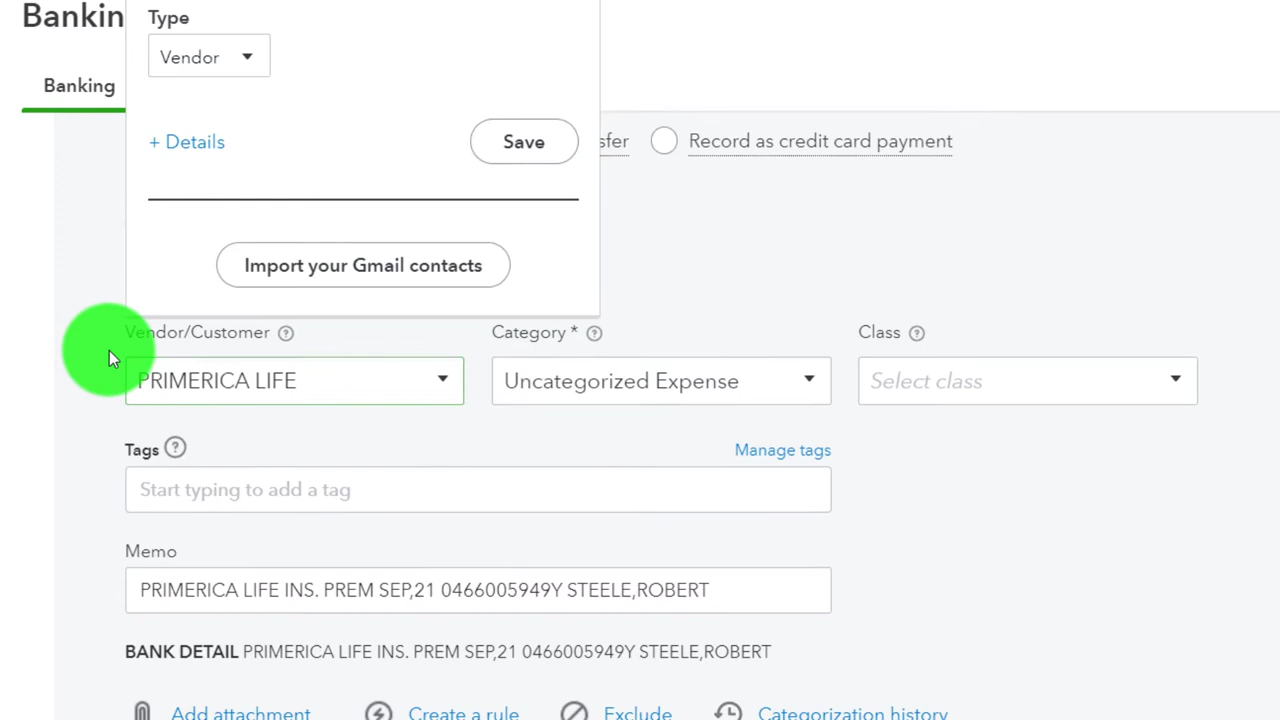 Bankin
Type
Vendor
Banking
+ Details
Save
sfer
Record as credit card payment
Import your Gmail contacts
Vendor/Customer ?
Category * ?
Class ?
PRIMERICA LIFE
Uncategorized Expense
Select class
Tags ?
Manage tags
Start typing to add a tag
Memo
PRIMERICA LIFE INS. PREM SEP,21 0466005949Y STEELE,ROBERT
BANK DETAIL PRIMERICA LIFE INS. PREM SEP,21 0466005949Y STEELE,ROBERT
Add attachment
Create a rule
Exclude
Categorization history